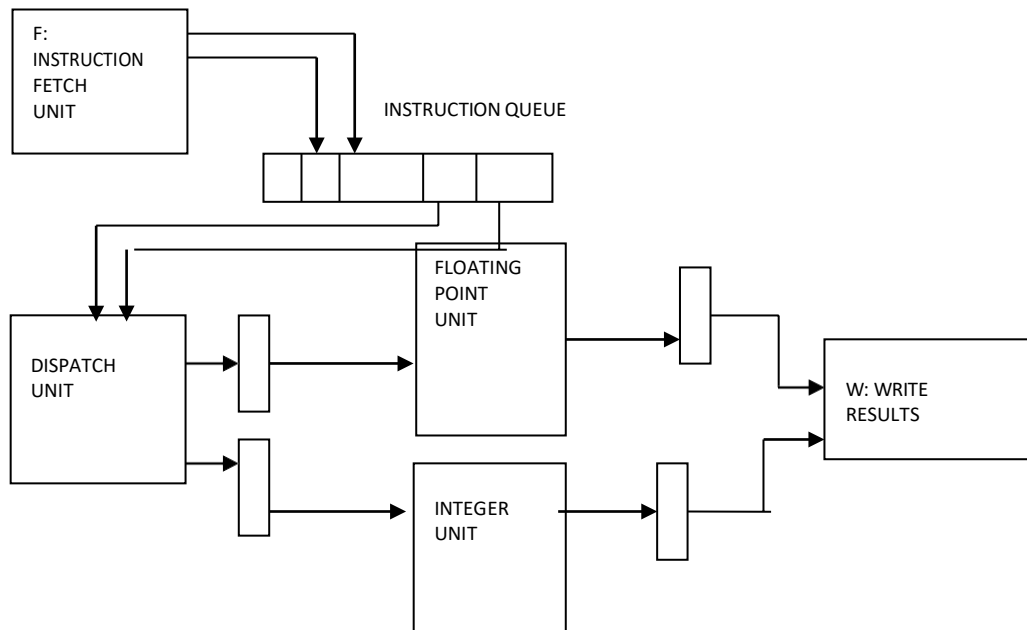 F:
INSTRUCTION
FETCH
UNIT
INSTRUCTION QUEUE
FLOATING
POINT
UNIT
DISPATCH
UNIT
W: WRITE
RESULTS
INTEGER
UNIT